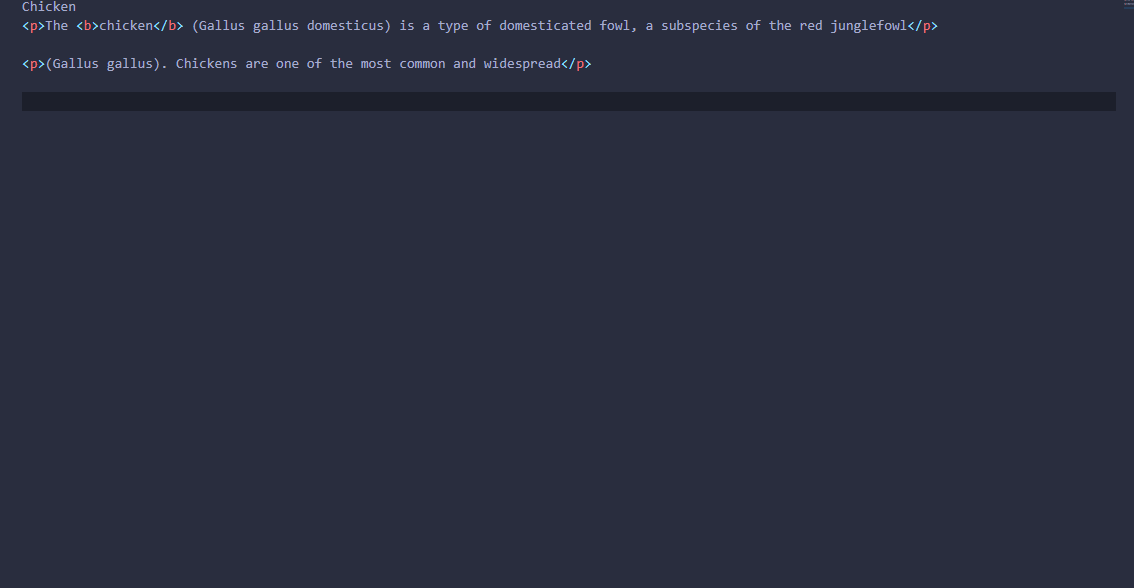 Chicken
<p>The <b>chicken</b> (Gallus gallus domesticus) is a type of domesticated fowl, a subspecies of the red junglefowl</p>
<p>(Gallus gallus). Chickens are one of the most common and widespread</p>